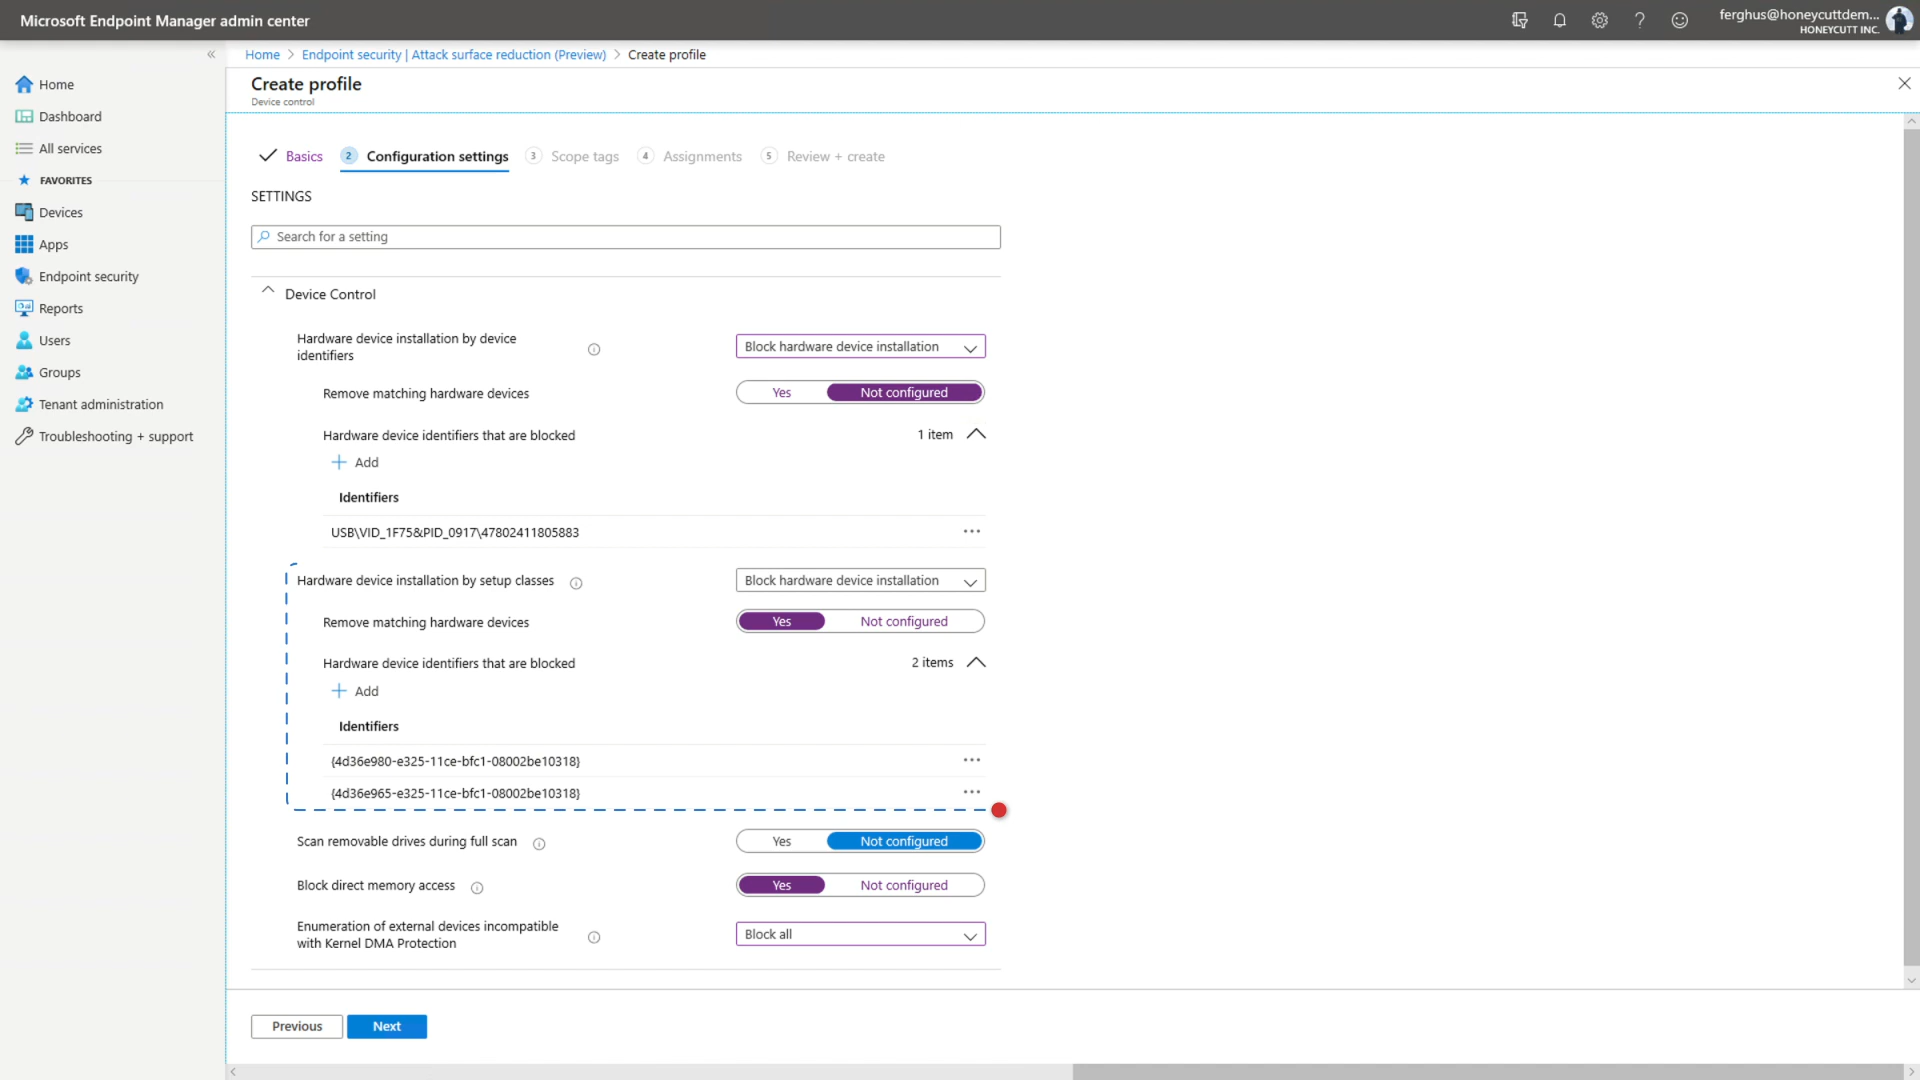 Microsoft Endpoint Manager admin center
ferghus@honeycuttdem...
HONEYCUTT INC.
Home > Endpoint security | Attack surface reduction (Preview) > Create profile
Home
Dashboard
All services
FAVORITES
Devices
Apps
Endpoint security
Reports
Users
Groups
Tenant administration
Troubleshooting + support
Create profile
Device control
Basics
2 Configuration settings
3 Scope tags
4 Assignments
5 Review + create
SETTINGS
Search for a setting
Device Control
Hardware device installation by device
identifiers
Block hardware device installation
Remove matching hardware devices
Yes Not configured
Hardware device identifiers that are blocked
1 item
Add
Identifiers
USB\VID_1F75&PID_0917\47802411805883
Hardware device installation by setup classes
Block hardware device installation
Remove matching hardware devices
Yes Not configured
Hardware device identifiers that are blocked
2 items
Add
Identifiers
{4d36e980-e325-11ce-bfc1-08002be10318}
{4d36e965-e325-11ce-bfc1-08002be10318}
Scan removable drives during full scan
Yes Not configured
Block direct memory access
Yes Not configured
Enumeration of external devices incompatible
with Kernel DMA Protection
Block all
Previous
Next